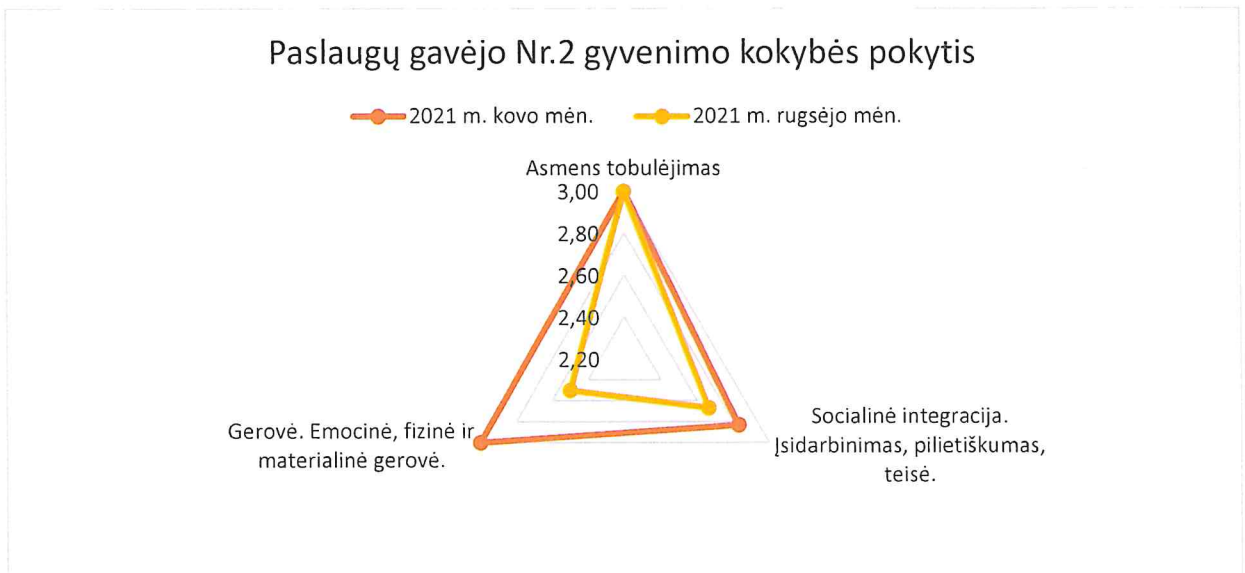 Paslaugų gavėjo Nr.2 gyvenimo kokybės pokytis
2021 m. kovo mėn.
2021 m. rugsėjo mėn.
Asmens tobulėjimas
3,00
2,80
2,60
2,40
2,20
Gerovė. Emocinė, fizinė ir
materialinė gerovė.
Socialinė integracija.
Įsidarbinimas, pilietiškumas,
teisė.